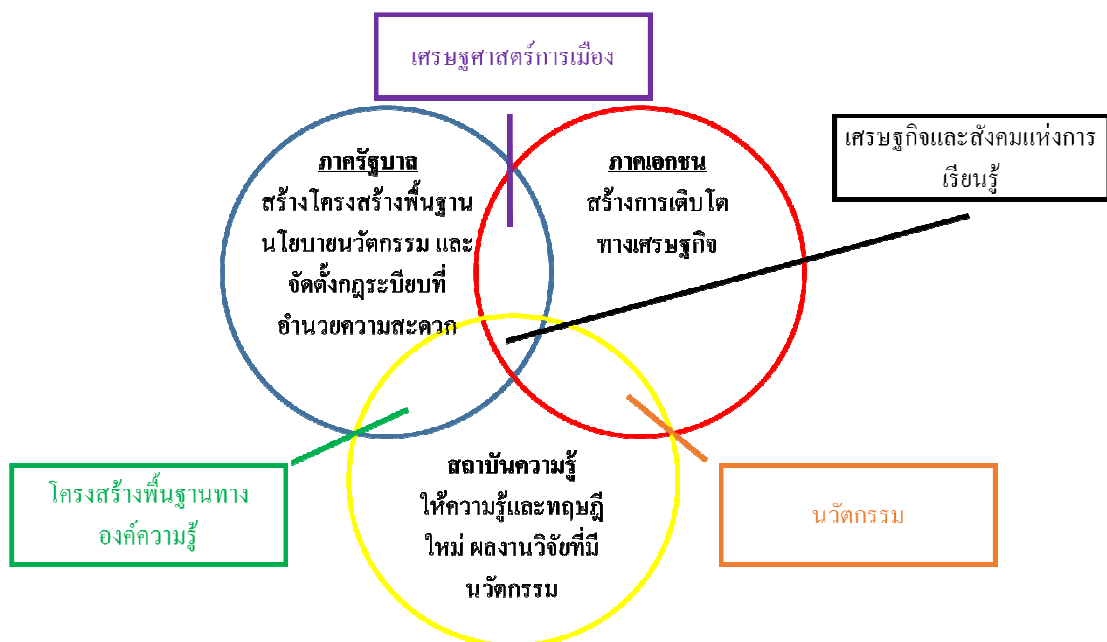 เศรษฐศาสตร์การเมือง
ภาครัฐบาล
สร้างโครงสร้างพื้นฐาน
นโยบายนวัตกรรม และ
จัดตั้งกฎระบียบที่
อำนวยความสะดวก
ภาคเอกชน
สร้างการเติบโต
ทางเศรษฐกิจ
เศรษฐกิจและสังคมแห่งการ
เรียนรู้
สถาบันความรู้
ให้ความรู้และทฤษฎี
ใหม่ ผลงานวิจัยที่มี
นวัตกรรม
โครงสร้างพื้นฐานทาง
องค์ความรู้
นวัตกรรม